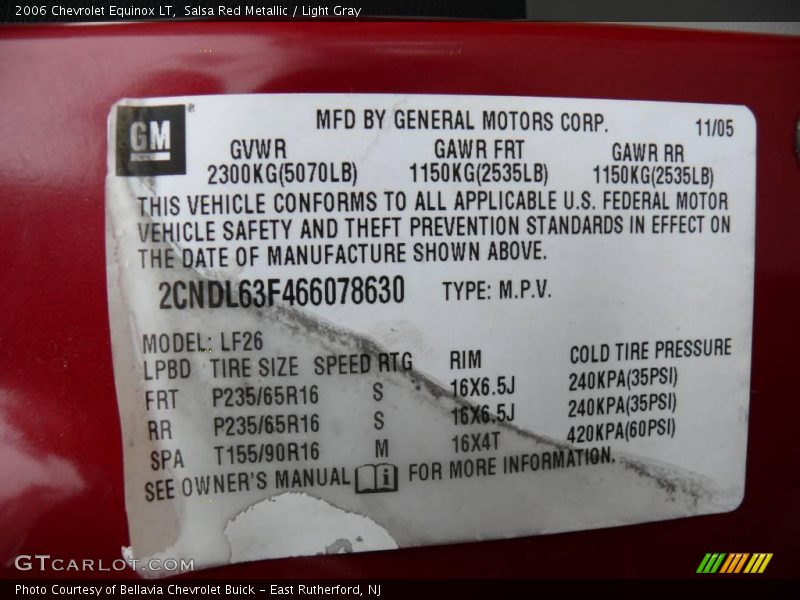 2006 Chevrolet Equinox LT, Salsa Red Metallic / Light Gray
GM
®
MFD BY GENERAL MOTORS CORP. 11/05
GVWR GAWR FRT GAWR RR
2300KG(5070LB) 1150KG(2535LB) 1150KG(2535LB)
THIS VEHICLE CONFORMS TO ALL APPLICABLE U.S. FEDERAL MOTOR
VEHICLE SAFETY AND THEFT PREVENTION STANDARDS IN EFFECT ON
THE DATE OF MANUFACTURE SHOWN ABOVE.
2CNDL63F466078630 TYPE: M.P.V.
MODEL: LF26
LPBD TIRE SIZE SPEED RTG RIM COLD TIRE PRESSURE
FRT P235/65R16 S 16X6.5J 240KPA(35PSI)
RR P235/65R16 S 16X6.5J 240KPA(35PSI)
SPA T155/90R16 M 16X4T 420KPA(60PSI)
SEE OWNER'S MANUAL i FOR MORE INFORMATION.
GTCARLOT.COM
Photo Courtesy of Bellavia Chevrolet Buick – East Rutherford, NJ